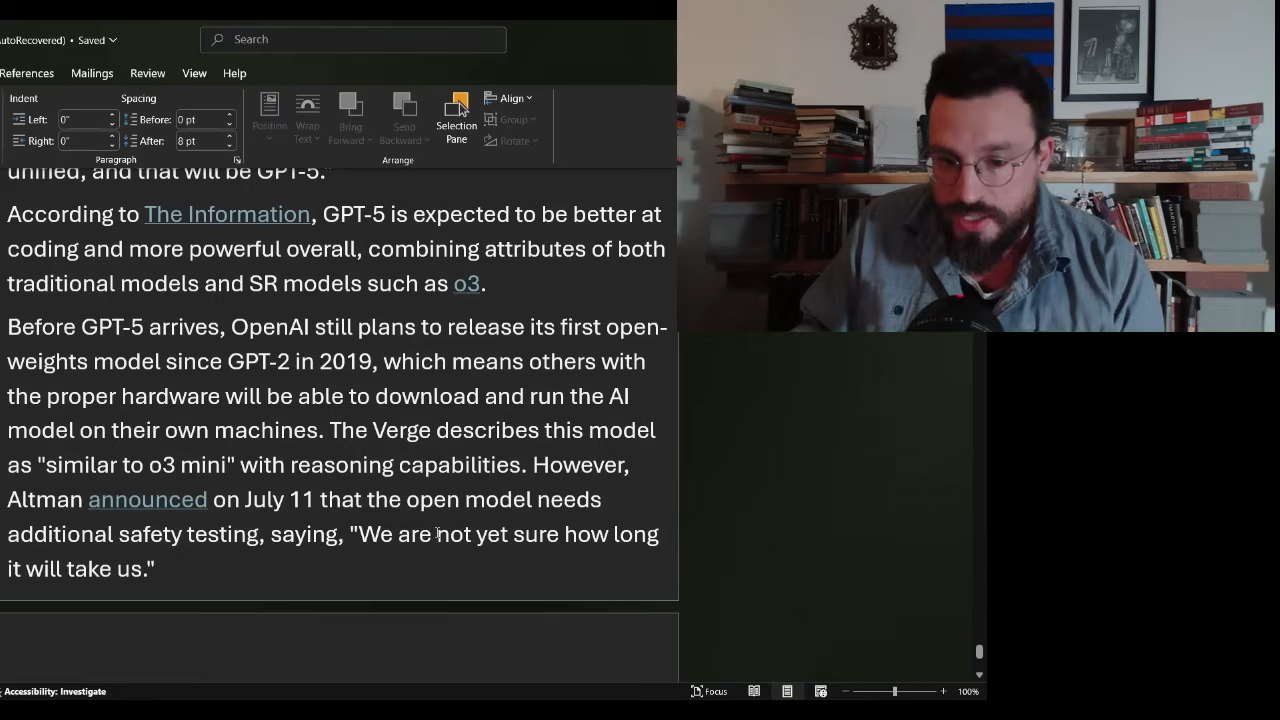 AutoRecovered) • Saved
Search
References Mailings Review View Help
Indent Spacing
Left: 0" Before: 0 pt
Right: 0" After: 8 pt
Paragraph
Position
Wrap Text
Bring Forward
Send Backward
Selection Pane
Align
Group
Rotate
Arrange
unified, and that will be GPT-5."
According to The Information, GPT-5 is expected to be better at
coding and more powerful overall, combining attributes of both
traditional models and SR models such as o3.
Before GPT-5 arrives, OpenAI still plans to release its first open-
weights model since GPT-2 in 2019, which means others with
the proper hardware will be able to download and run the AI
model on their own machines. The Verge describes this model
as "similar to o3 mini" with reasoning capabilities. However,
Altman announced on July 11 that the open model needs
additional safety testing, saying, "We are not yet sure how long
it will take us."
Accessibility: Investigate
Focus
100%